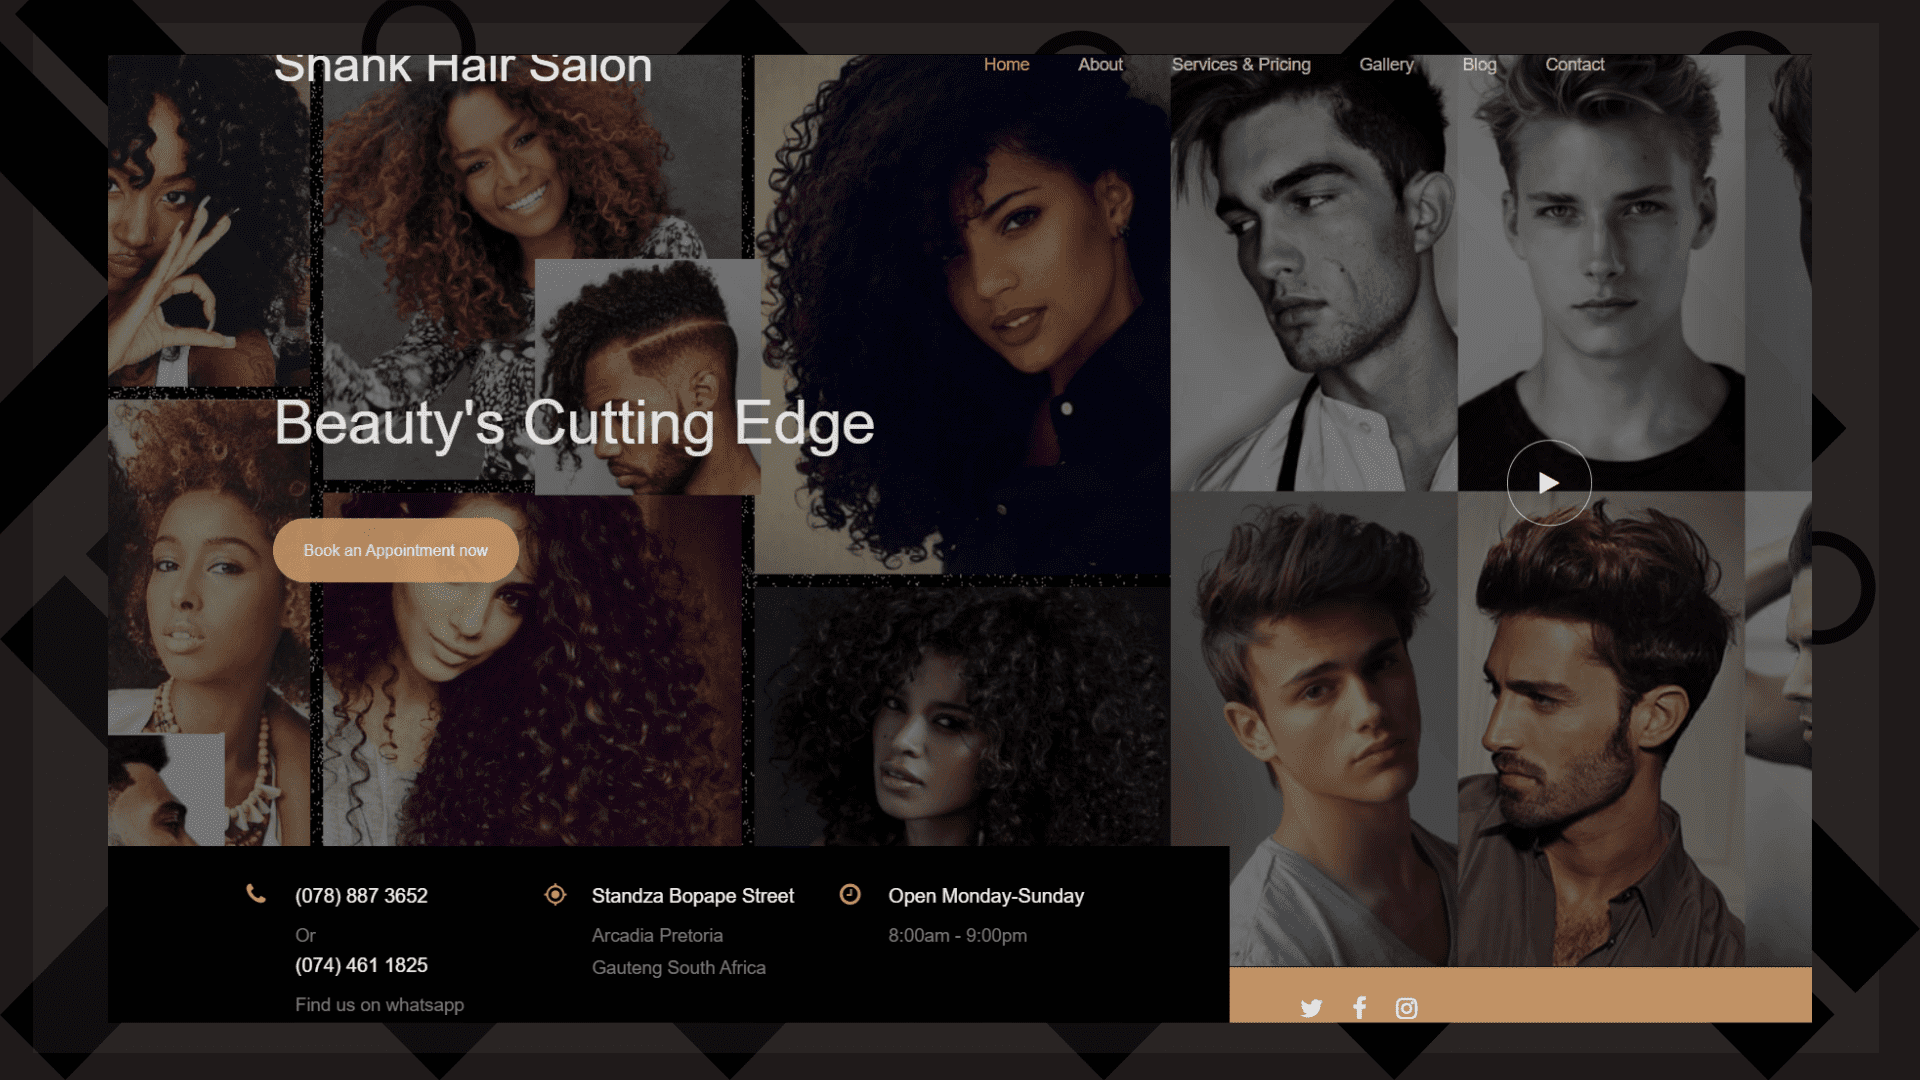 Shank Hair Salon
Home About Services & Pricing Gallery Blog Contact
Beauty's Cutting Edge
Book an Appointment now
(078) 887 3652
Or
(074) 461 1825
Find us on whatsapp
Standza Bopape Street
Arcadia Pretoria
Gauteng South Africa
Open Monday-Sunday
8:00am - 9:00pm